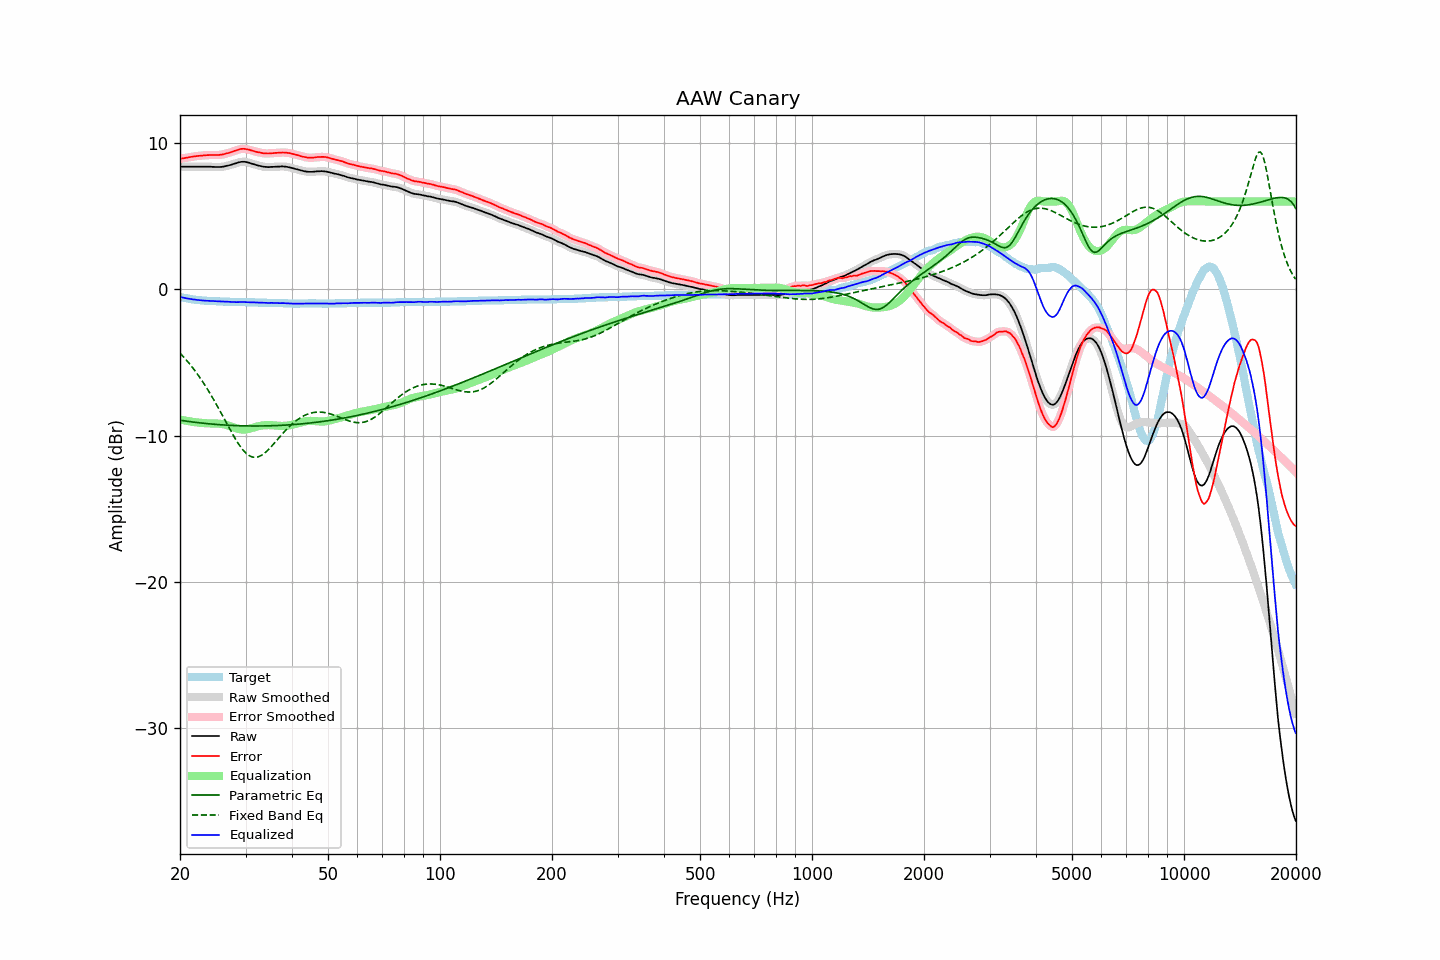 AAW Canary
10
0
−10
−20
−30
Amplitude (dBr)
Target
Raw Smoothed
Error Smoothed
Raw
Error
Equalization
Parametric Eq
Fixed Band Eq
Equalized
20 50 100 200 500 1000 2000 5000 10000 20000
Frequency (Hz)